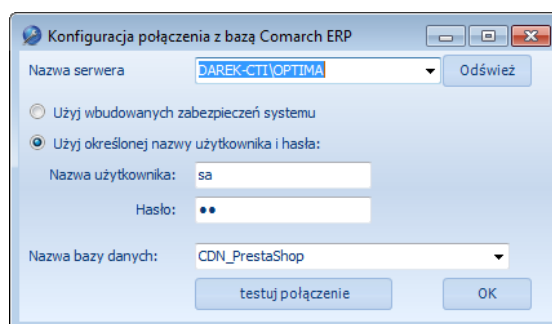 Konfiguracja połączenia z bazą Comarch ERP
Nazwa serwera DAREK-CTI\OPTIMA Odśwież
Użyj wbudowanych zabezpieczeń systemu
Użyj określonej nazwy użytkownika i hasła:
Nazwa użytkownika: sa
Hasło: ●●
Nazwa bazy danych: CDN_PrestaShop
testuj połączenie OK